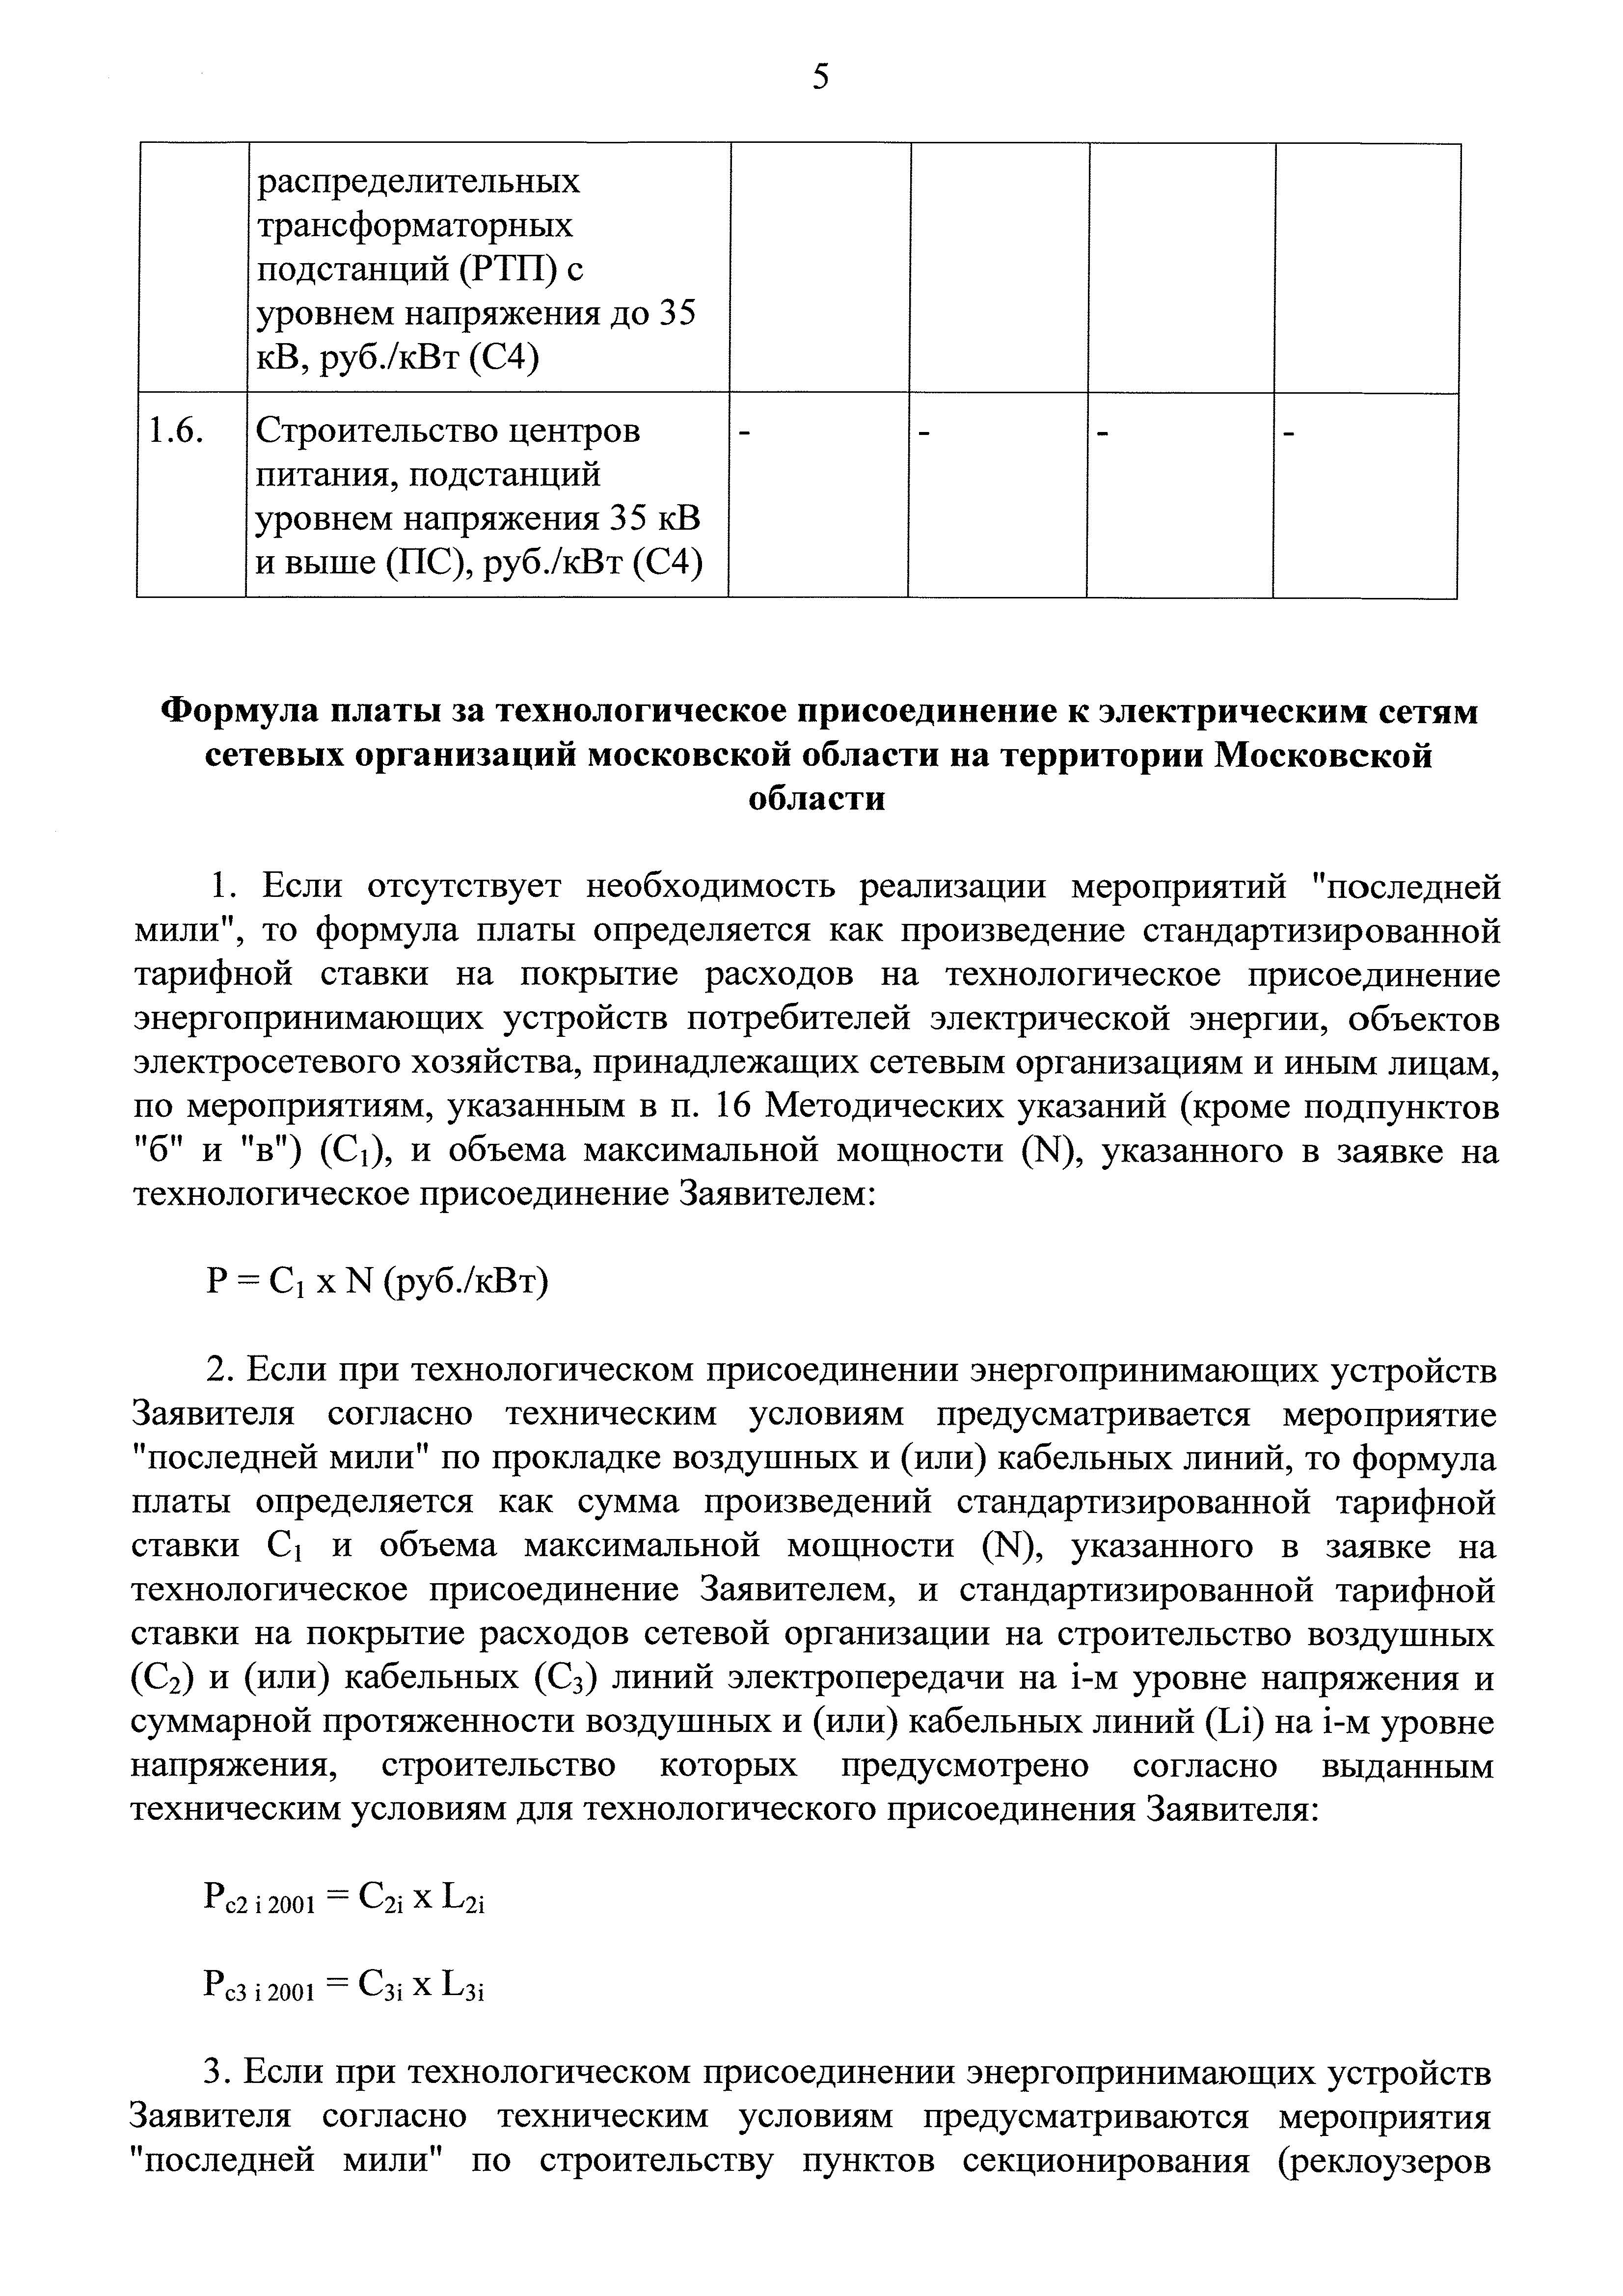 5
распределительных
трансформаторных
подстанций (РТП) с
уровнем напряжения до 35
кВ, руб./кВт (С4)
1.6. Строительство центров - - - -
питания, подстанций
уровнем напряжения 35 кВ
и выше (ПС), руб./кВт (С4)
Формула платы за технологическое присоединение к электрическим сетям
сетевых организаций московской области на территории Московской
области
1. Если отсутствует необходимость реализации мероприятий "последней
мили", то формула платы определяется как произведение стандартизированной
тарифной ставки на покрытие расходов на технологическое присоединение
энергопринимающих устройств потребителей электрической энергии, объектов
электросетевого хозяйства, принадлежащих сетевым организациям и иным лицам,
по мероприятиям, указанным в п. 16 Методических указаний (кроме подпунктов
"б" и "в") (C₁), и объема максимальной мощности (N), указанного в заявке на
технологическое присоединение Заявителем:
P = C₁ x N (руб./кВт)
2. Если при технологическом присоединении энергопринимающих устройств
Заявителя согласно техническим условиям предусматривается мероприятие
"последней мили" по прокладке воздушных и (или) кабельных линий, то формула
платы определяется как сумма произведений стандартизированной тарифной
ставки C₁ и объема максимальной мощности (N), указанного в заявке на
технологическое присоединение Заявителем, и стандартизированной тарифной
ставки на покрытие расходов сетевой организации на строительство воздушных
(C₂) и (или) кабельных (C₃) линий электропередачи на i-м уровне напряжения и
суммарной протяженности воздушных и (или) кабельных линий (Li) на i-м уровне
напряжения, строительство которых предусмотрено согласно выданным
техническим условиям для технологического присоединения Заявителя:
Pc2 i 2001 = C2i x L2i
Pc3 i 2001 = C3i x L3i
3. Если при технологическом присоединении энергопринимающих устройств
Заявителя согласно техническим условиям предусматриваются мероприятия
"последней мили" по строительству пунктов секционирования (реклоузеров